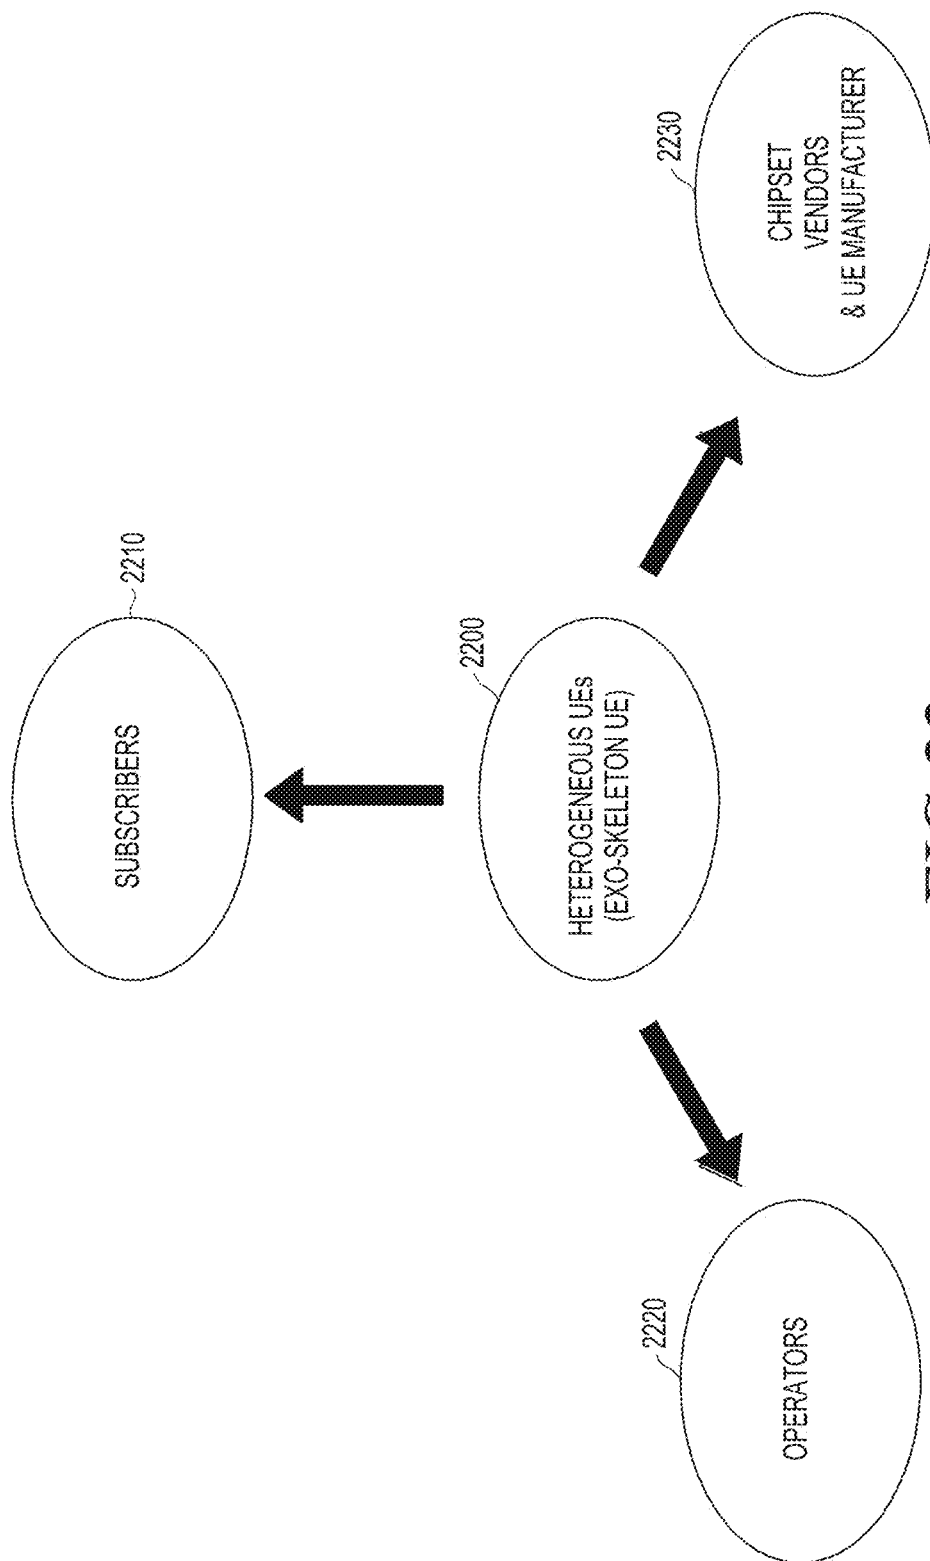 SUBSCRIBERS
2210
2200
HETEROGENEOUS UEs
(EXO-SKELETON UE)
2220
OPERATORS
2230
CHIPSET
VENDORS
& UE MANUFACTURER